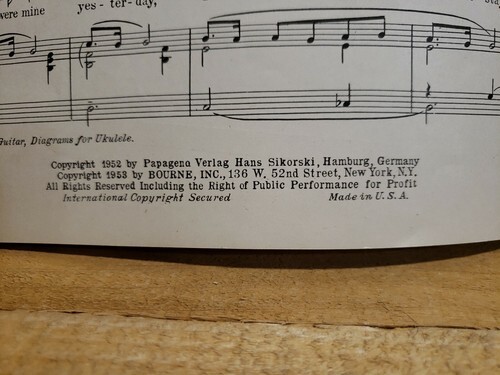 were mine
yes - ter - day,
Guitar, Diagrams for Ukulele.
Copyright 1952 by Papageno Verlag Hans Sikorski, Hamburg, Germany
Copyright 1953 by BOURNE, INC., 136 W. 52nd Street, New York, N.Y.
All Rights Reserved Including the Right of Public Performance for Profit
International Copyright Secured Made in U. S. A.